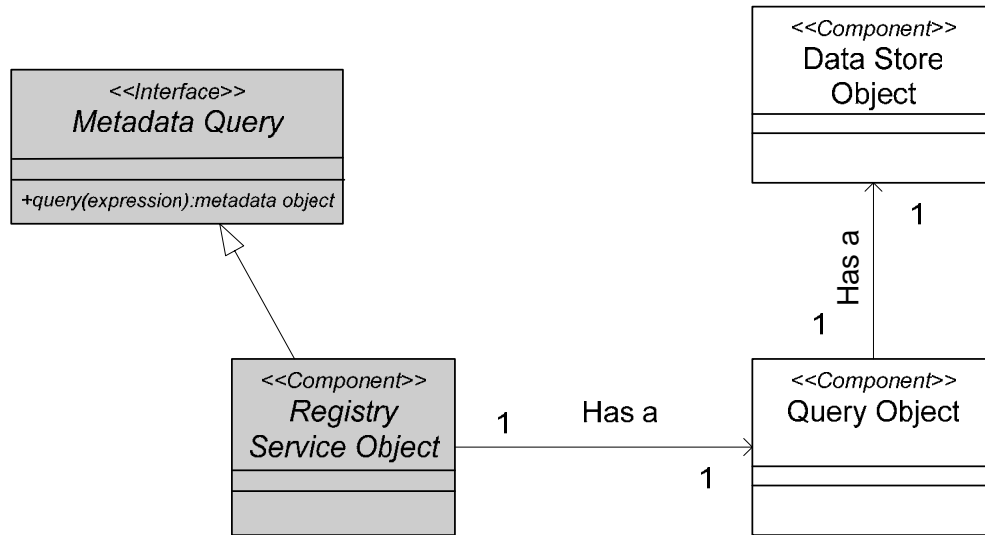 <<Component>>
Data Store
Object
<<Interface>>
Metadata Query
+query(expression):metadata object
1
Has a
1
<<Component>>
Registry
Service Object
1
Has a
1
<<Component>>
Query Object